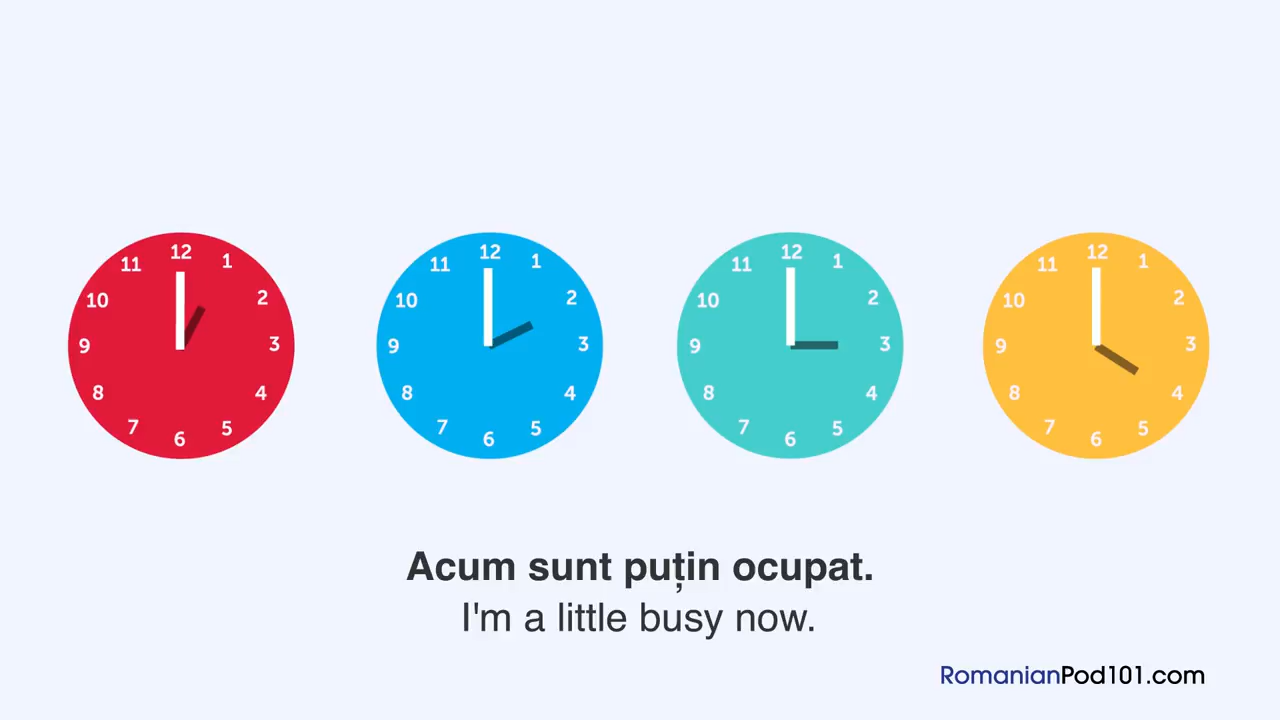 12 12 12 12
11 1 11 1 11 1 11 1
10 2 10 2 10 2 10 2
9 3 9 3 9 3 9 3
8 4 8 4 8 4 8 4
7 5 7 5 7 5 7 5
6 6 6 6
Acum sunt puțin ocupat.
I'm a little busy now.
RomanianPod101.com